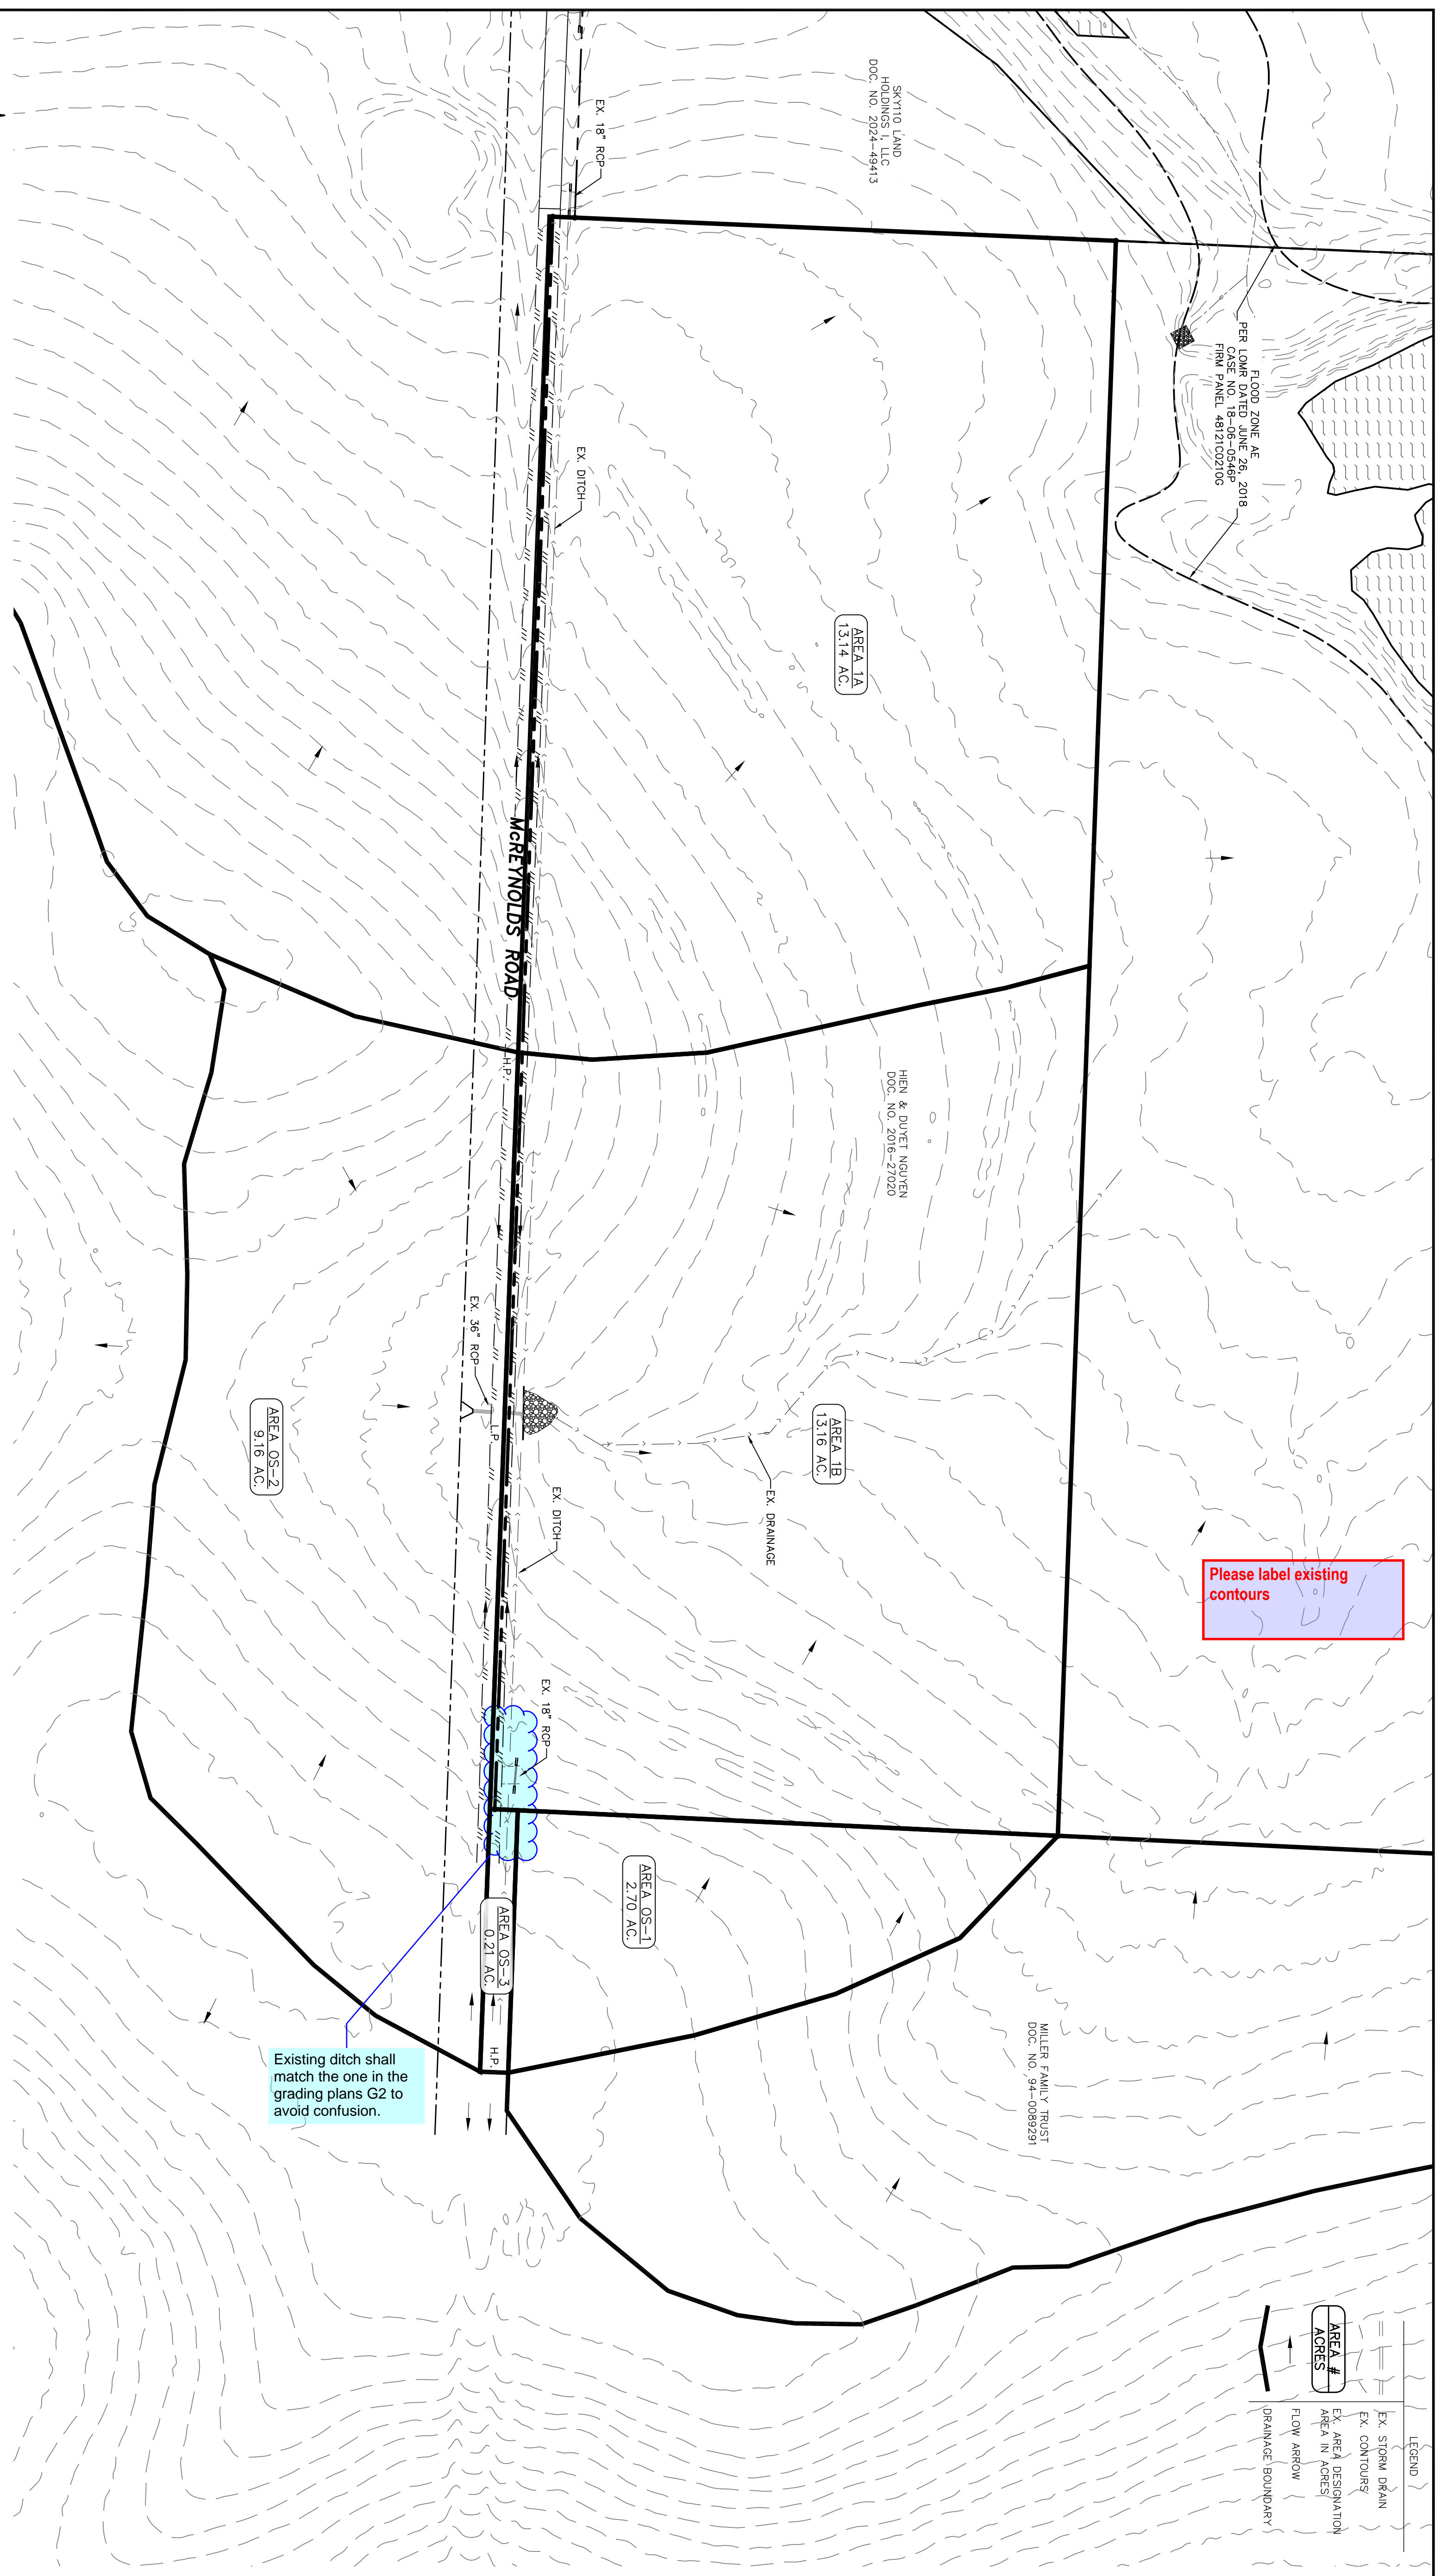 SKY110 LAND
HOLDINGS I, LLC
DOC. NO. 2024-49413
EX. 18" RCP
FLOOD ZONE AE
PER LOMR DATED JUNE 26, 2018
CASE NO. 18-06-0546P
FIRM PANEL 48121C0210G
EX. DITCH
AREA 1A
13.14 AC.
McREYNOLDS ROAD
H.P.
HIEN & DUYET NGUYEN
DOC. NO. 2016-27020
EX. 36" RCP
L.P.
AREA 1B
13.16 AC.
EX. DRAINAGE
AREA OS-2
9.16 AC.
EX. DITCH
Please label existing
contours
EX. 18" RCP
AREA OS-1
2.70 AC.
AREA OS-3
0.21 AC.
H.P.
Existing ditch shall
match the one in the
grading plans G2 to
avoid confusion.
MILLER FAMILY TRUST
DOC. NO. 94-0089291
LEGEND
EX. STORM DRAIN
EX. CONTOURS
AREA #
ACRES
EX. AREA DESIGNATION
AREA IN ACRES
FLOW ARROW
DRAINAGE BOUNDARY